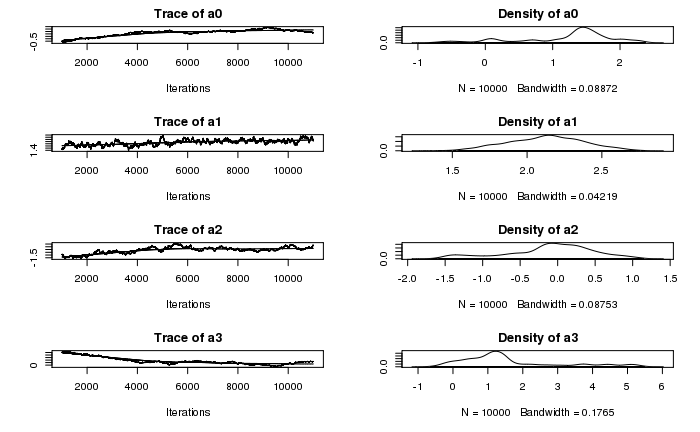 Trace of a0
-0.5
2000 4000 6000 8000 10000
Iterations
Density of a0
0.0
-1 0 1 2
N = 10000 Bandwidth = 0.08872
Trace of a1
1.4
2000 4000 6000 8000 10000
Iterations
Density of a1
0.0
1.5 2.0 2.5
N = 10000 Bandwidth = 0.04219
Trace of a2
-1.5
2000 4000 6000 8000 10000
Iterations
Density of a2
0.0
-2.0 -1.5 -1.0 -0.5 0.0 0.5 1.0 1.5
N = 10000 Bandwidth = 0.08753
Trace of a3
0
2000 4000 6000 8000 10000
Iterations
Density of a3
0.0
-1 0 1 2 3 4 5 6
N = 10000 Bandwidth = 0.1765